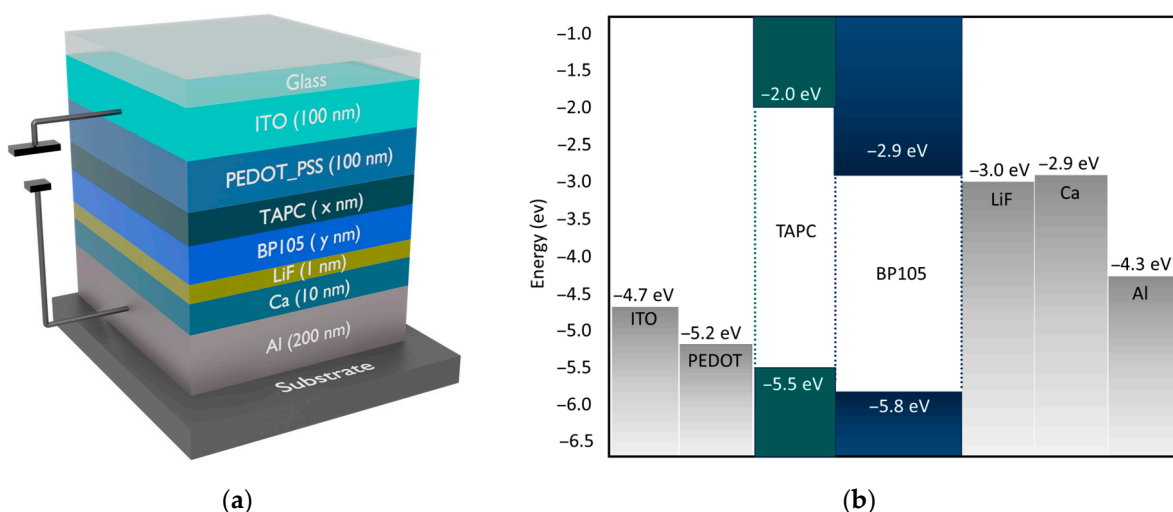 Glass
ITO (100 nm)
PEDOT_PSS (100 nm)
TAPC ( x nm)
BP105 ( y nm)
LiF (1 nm)
Ca (10 nm)
Al (200 nm)
Substrate
(a)
Energy (ev)
−1.0
−1.5
−2.0
−2.5
−3.0
−3.5
−4.0
−4.5
−5.0
−5.5
−6.0
−6.5
−4.7 eV
ITO
−5.2 eV
PEDOT
−2.0 eV
TAPC
−5.5 eV
−2.9 eV
BP105
−5.8 eV
−3.0 eV
LiF
−2.9 eV
Ca
−4.3 eV
Al
(b)